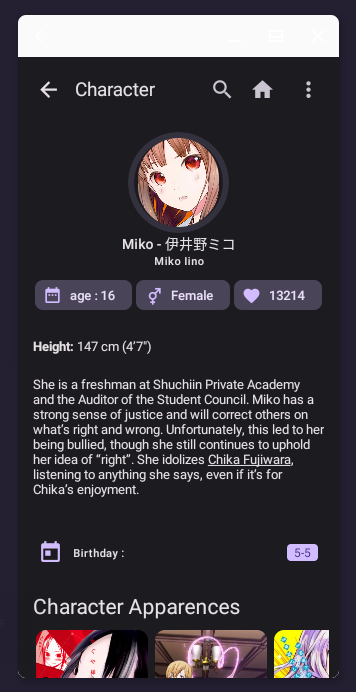 Character
Miko - 伊井野ミコ
Miko Iino
age : 16
Female
13214
Height: 147 cm (4’7")
She is a freshman at Shuchiin Private Academy
and the Auditor of the Student Council. Miko has a
strong sense of justice and will correct others on
what’s right and wrong. Unfortunately, this led to her
being bullied, though she still continues to uphold
her idea of “right”. She idolizes Chika Fujiwara,
listening to anything she says, even if it’s for
Chika’s enjoyment.
Birthday :
5-5
Character Apparences